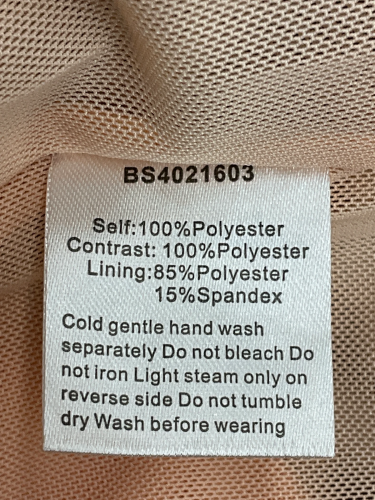 BS4021603
Self:100%Polyester
Contrast: 100%Polyester
Lining:85%Polyester
15%Spandex
Cold gentle hand wash
separately Do not bleach Do
not iron Light steam only on
reverse side Do not tumble
dry Wash before wearing